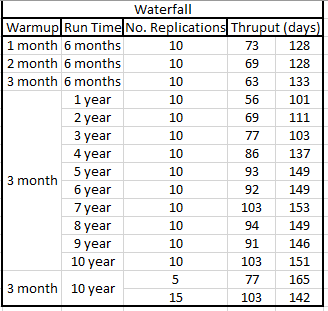 Waterfall
Warmup Run Time No. Replications Thruput (days)
1 month 6 months 10 73 128
2 month 6 months 10 69 128
3 month 6 months 10 63 133
3 month 1 year 10 56 101
2 year 10 69 111
3 year 10 77 103
4 year 10 86 137
5 year 10 93 149
6 year 10 92 149
7 year 10 103 153
8 year 10 94 149
9 year 10 91 146
10 year 10 103 151
3 month 10 year 5 77 165
15 103 142